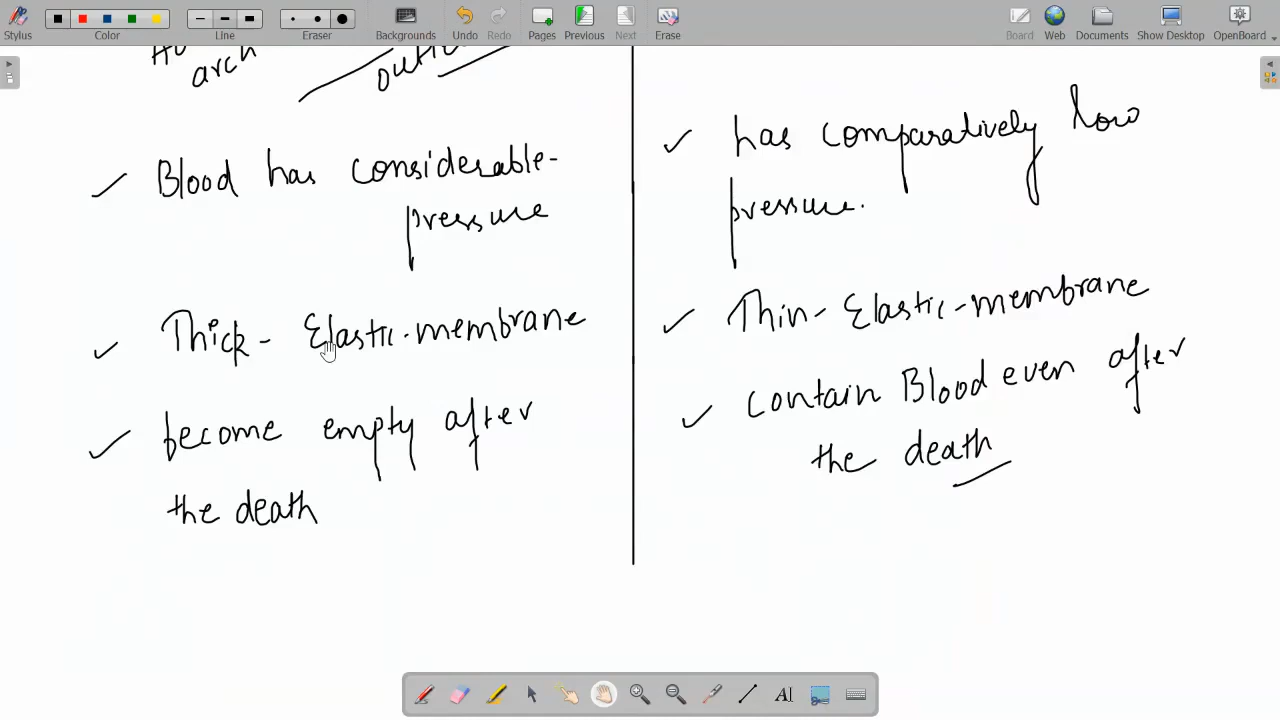 Stylus
Color
Line
Eraser
Backgrounds
Undo
Redo
Pages
Previous
Next
Erase
Board
Web
Documents
Show Desktop
OpenBoard
arch
Blood has considerable-
pressure
Thick - Elastic-membrane
become empty after
the death
has comparatively low
pressure.
Thin- Elastic-membrane
contain Blood even after
the death